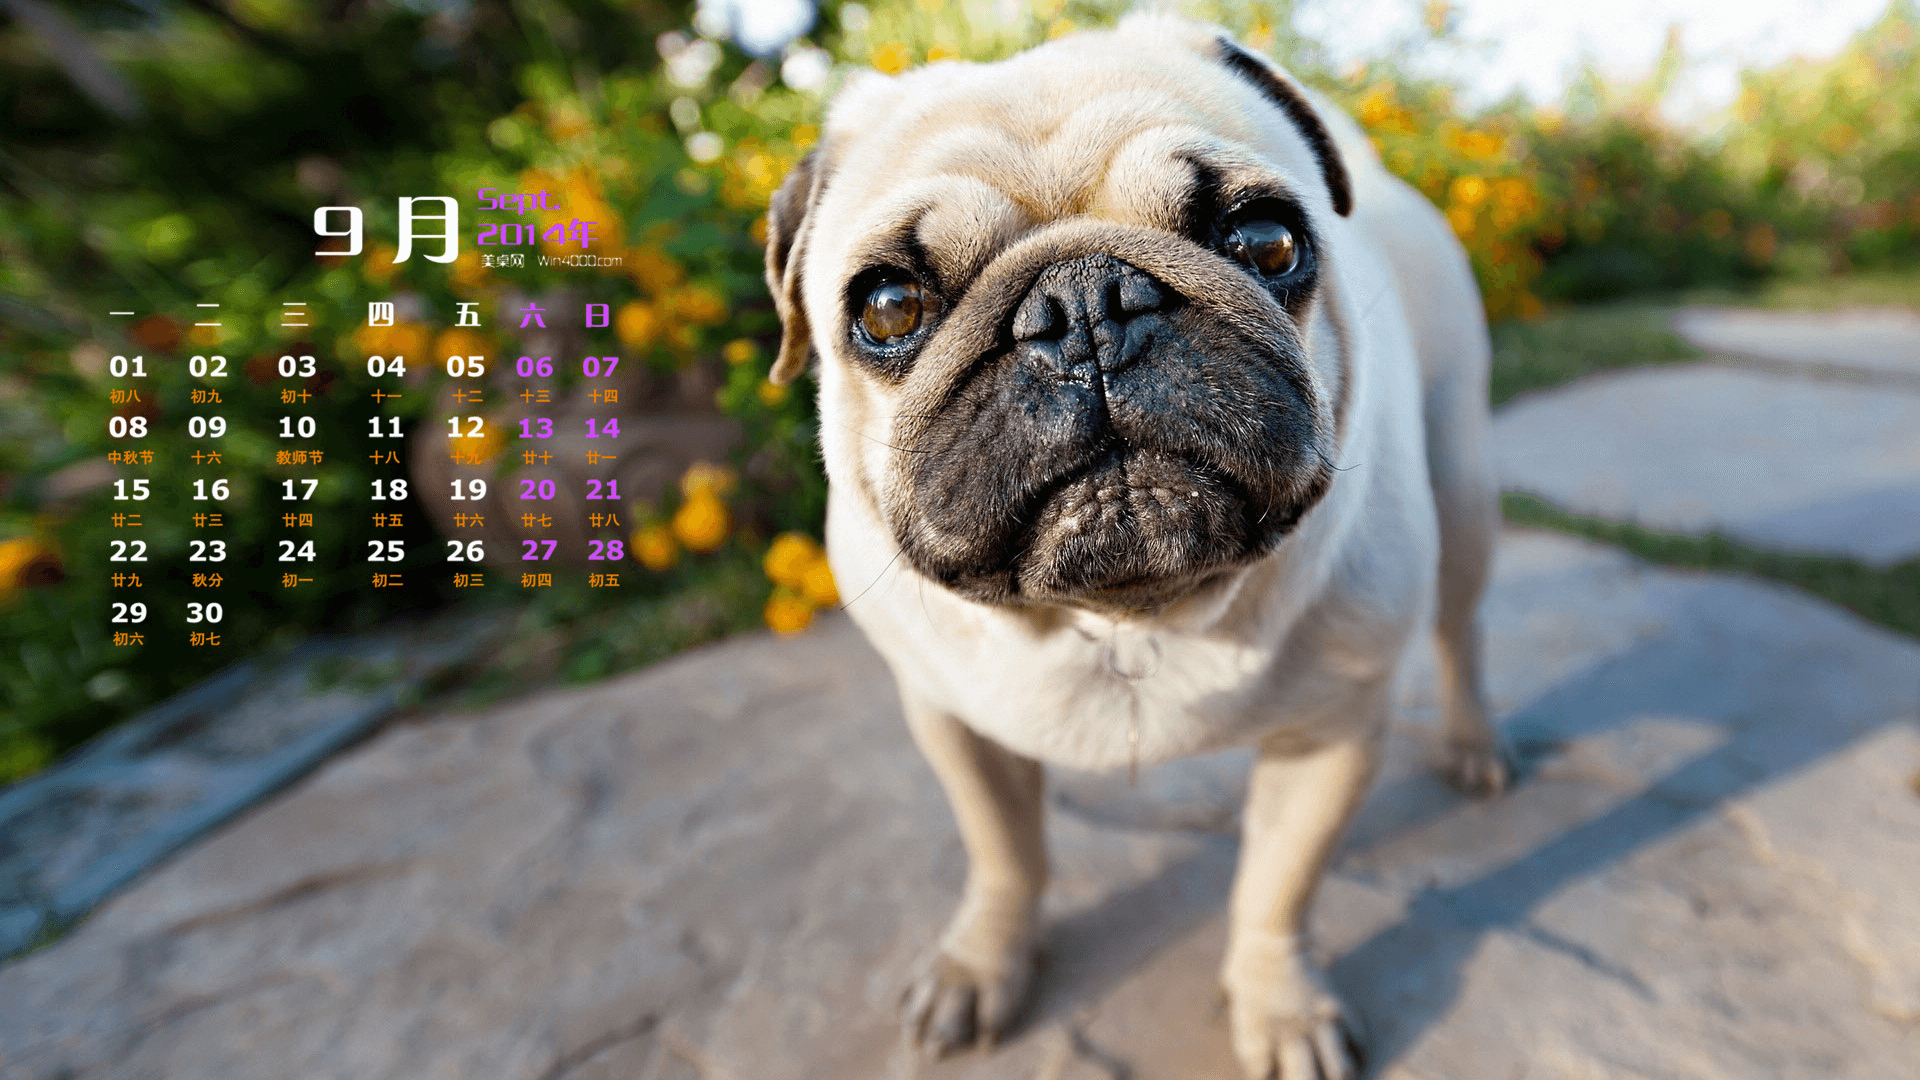 9月 Sept.
2014年
美桌网 Win4000.com
一 二 三 四 五 六 日
01 02 03 04 05 06 07
初八 初九 初十 十一 十二 十三 十四
08 09 10 11 12 13 14
中秋节 十六 教师节 十八 十九 廿十 廿一
15 16 17 18 19 20 21
廿二 廿三 廿四 廿五 廿六 廿七 廿八
22 23 24 25 26 27 28
廿九 秋分 初一 初二 初三 初四 初五
29 30
初六 初七